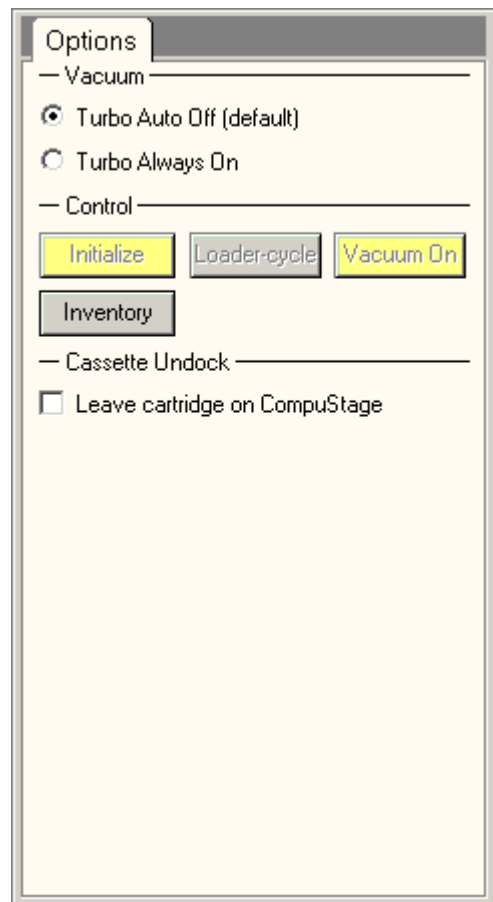 Options
Vacuum
Turbo Auto Off (default)
Turbo Always On
Control
Initialize Loader-cycle Vacuum On
Inventory
Cassette Undock
Leave cartridge on CompuStage